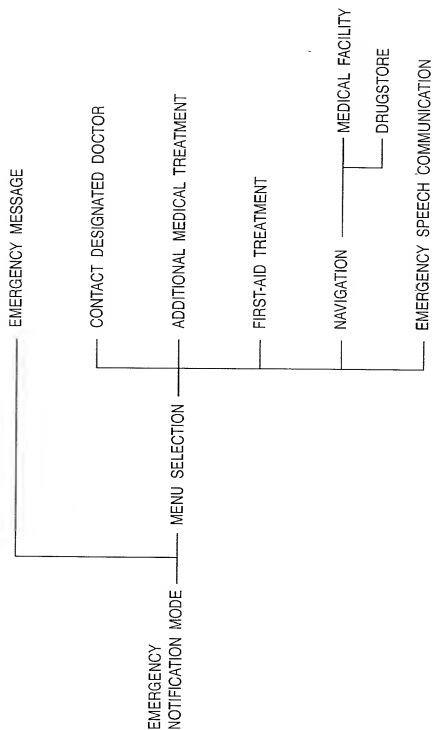 EMERGENCY
NOTIFICATION MODE
MENU SELECTION
EMERGENCY MESSAGE
CONTACT DESIGNATED DOCTOR
ADDITIONAL MEDICAL TREATMENT
FIRST-AID TREATMENT
NAVIGATION
MEDICAL FACILITY
DRUGSTORE
EMERGENCY SPEECH COMMUNICATION